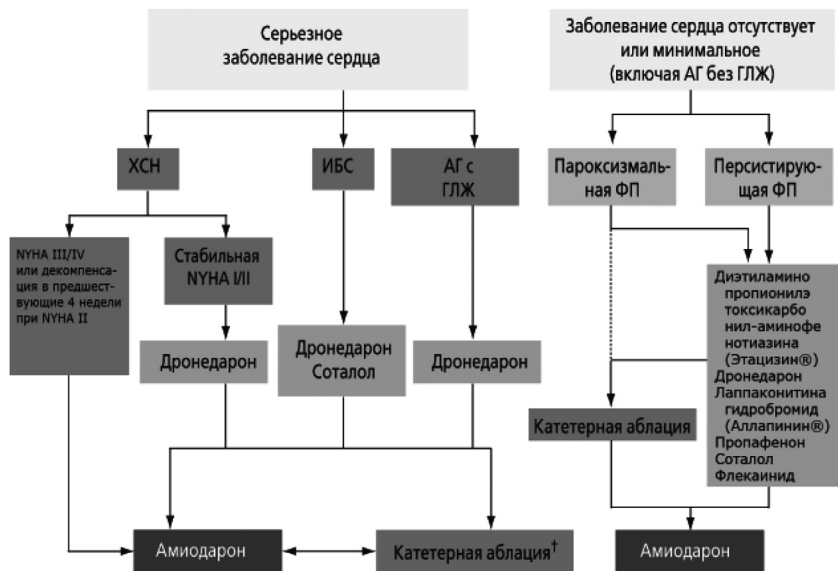 Серьезное
заболевание сердца
Заболевание сердца отсутствует
или минимальное
(включая АГ без ГЛЖ)
ХСН
ИБС
АГ с
ГЛЖ
Пароксизмаль-
ная ФП
Персистирую-
щая ФП
NYHA III/IV
или декомпенса-
ция в предшест-
вующие 4 недели
при NYHA II
Стабильная
NYHA I/II
Диэтиламино
пропионилэ
токсикарбо
нил-аминофе
нотиазина
(Этацизин®)
Дронедарон
Лаппаконитина
гидробромид
(Аллапинин®)
Пропафенон
Соталол
Флекаинид
Дронедарон
Дронедарон
Соталол
Дронедарон
Катетерная аблация
Амиодарон
Катетерная аблация†
Амиодарон